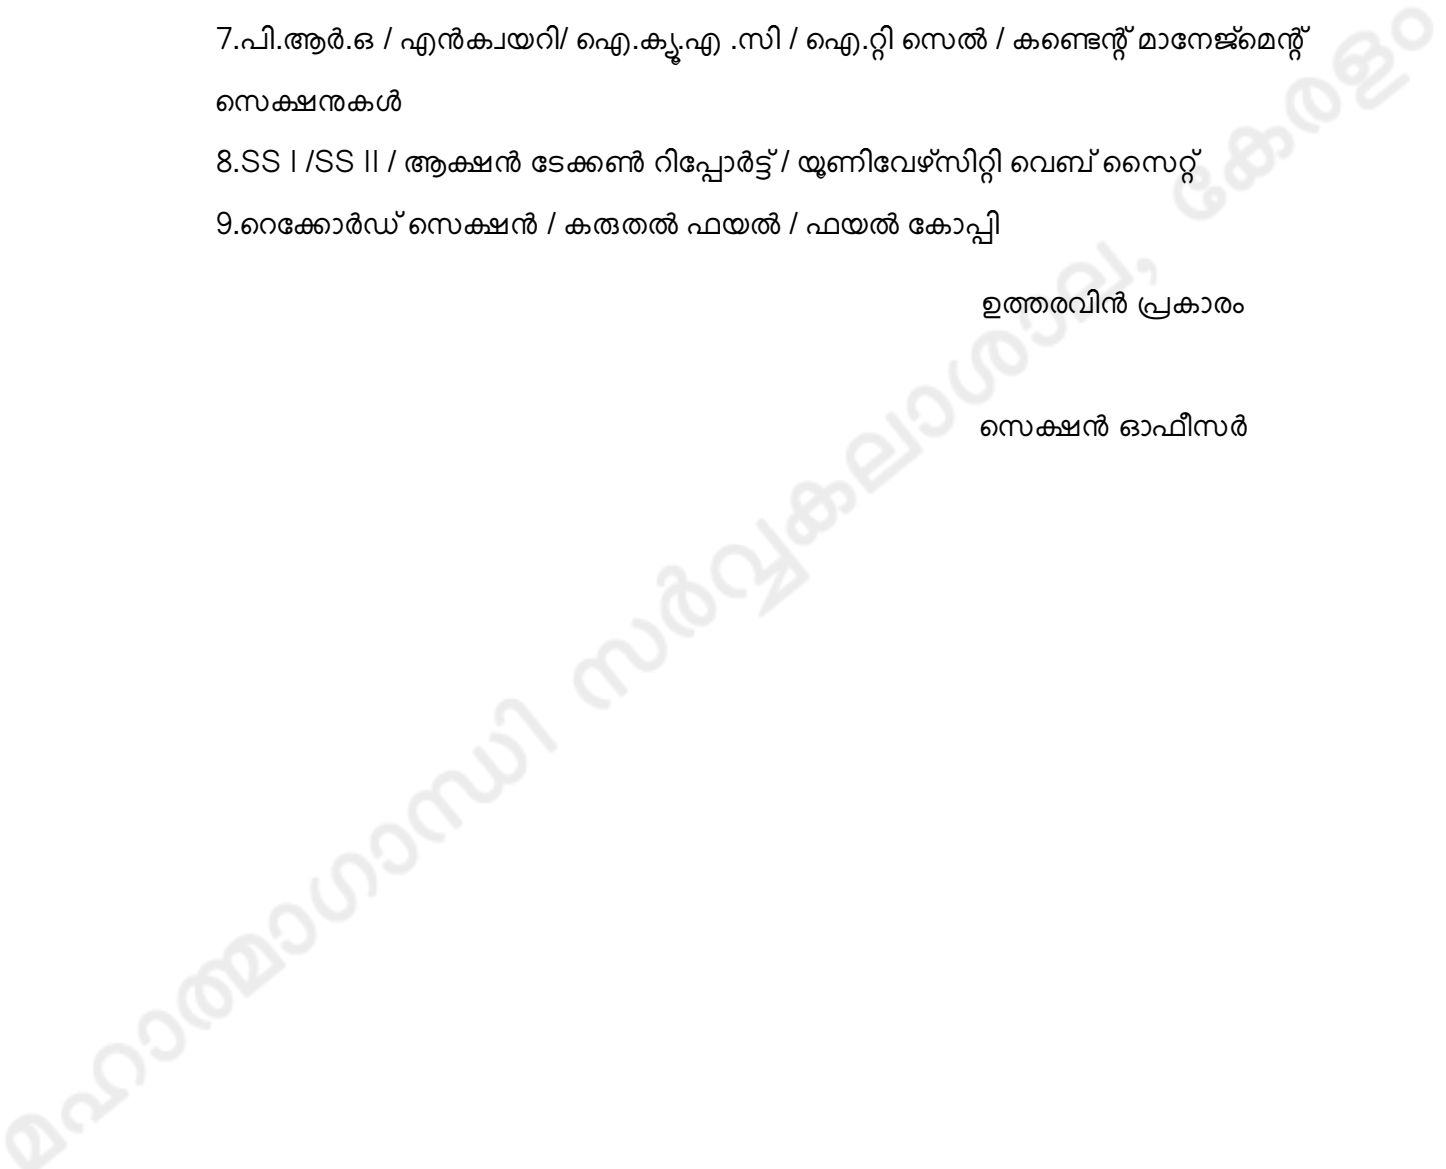 7.പി.ആർ.ഒ / എൻക്വയറി/ ഐ.ക്യൂ.എ .സി / ഐ.റ്റി സെൽ / കണ്ടെന്റ് മാനേജ്മെന്റ്
സെക്ഷനുകൾ
8.SS I /SS II / ആക്ഷൻ ടേക്കൺ റിപ്പോർട്ട് / യൂണിവേഴ്സിറ്റി വെബ് സൈറ്റ്
9.റെക്കോർഡ് സെക്ഷൻ / കരുതൽ ഫയൽ / ഫയൽ കോപ്പി
ഉത്തരവിൻ പ്രകാരം
സെക്ഷൻ ഓഫീസർ
മഹാത്മാഗാന്ധി സർവ്വകലാശാല, കേരളം